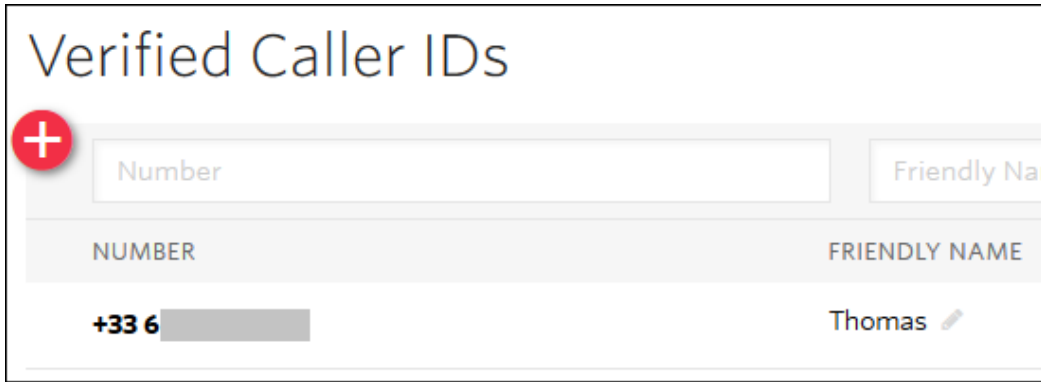 Verified Caller IDs
Number
Friendly Na
NUMBER
FRIENDLY NAME
+33 6
Thomas